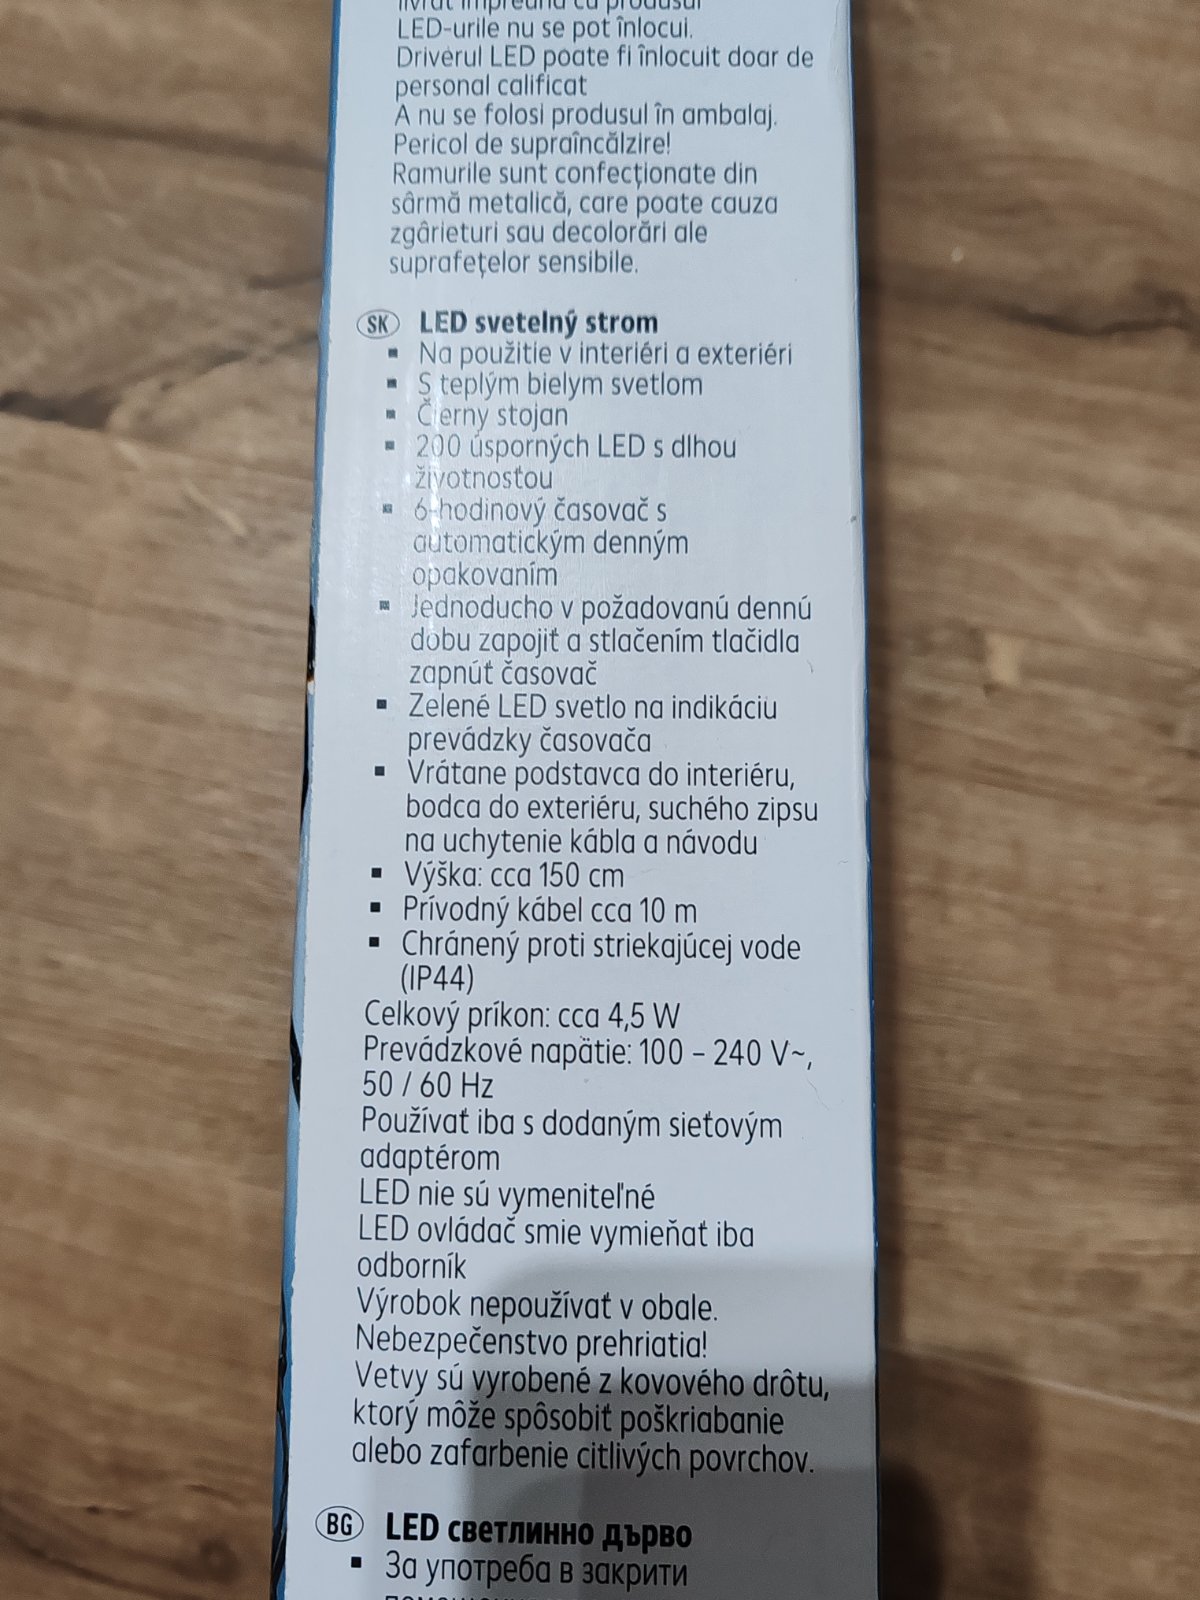 livrat împreună cu produsul
LED-urile nu se pot înlocui.
Driverul LED poate fi înlocuit doar de
personal calificat
A nu se folosi produsul în ambalaj.
Pericol de supraîncălzire!
Ramurile sunt confecționate din
sârmă metalică, care poate cauza
zgârieturi sau decolorări ale
suprafețelor sensibile.
SK LED svetelný strom
▪ Na použitie v interiéri a exteriéri
▪ S teplým bielym svetlom
▪ Čierny stojan
▪ 200 úsporných LED s dlhou
životnosťou
▪ 6-hodinový časovač s
automatickým denným
opakovaním
▪ Jednoducho v požadovanú dennú
dobu zapojiť a stlačením tlačidla
zapnúť časovač
▪ Zelené LED svetlo na indikáciu
prevádzky časovača
▪ Vrátane podstavca do interiéru,
bodca do exteriéru, suchého zipsu
na uchytenie kábla a návodu
▪ Výška: cca 150 cm
▪ Prívodný kábel cca 10 m
▪ Chránený proti striekajúcej vode
(IP44)
Celkový príkon: cca 4,5 W
Prevádzkové napätie: 100 – 240 V~,
50 / 60 Hz
Používať iba s dodaným sieťovým
adaptérom
LED nie sú vymeniteľné
LED ovládač smie vymieňať iba
odborník
Výrobok nepoužívať v obale.
Nebezpečenstvo prehriatia!
Vetvy sú vyrobené z kovového drôtu,
ktorý môže spôsobiť poškriabanie
alebo zafarbenie citlivých povrchov.
BG LED светлинно дърво
▪ За употреба в закрити